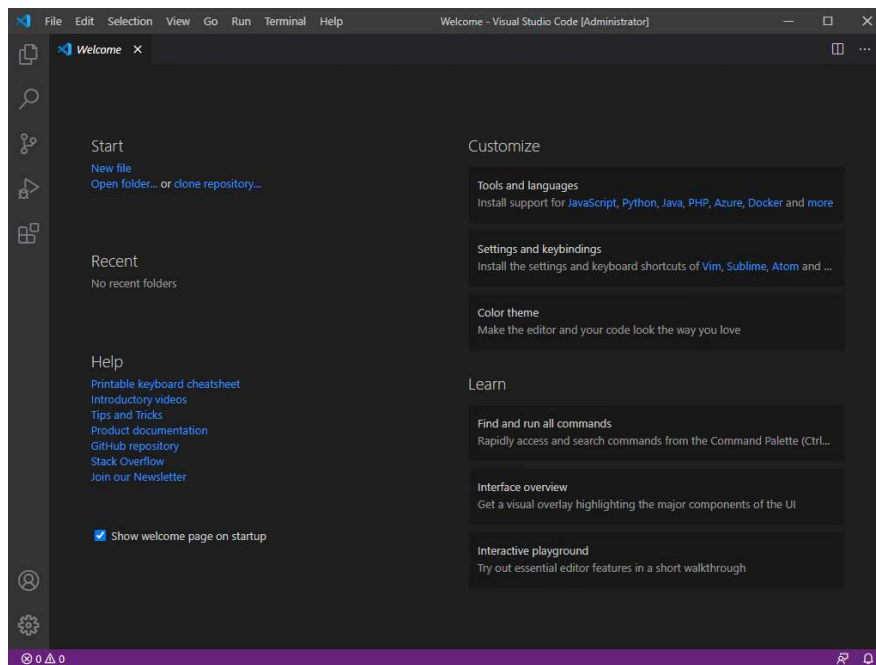 File Edit Selection View Go Run Terminal Help Welcome - Visual Studio Code [Administrator]
Welcome
Start
New file
Open folder... or clone repository...
Recent
No recent folders
Help
Printable keyboard cheatsheet
Introductory videos
Tips and Tricks
Product documentation
GitHub repository
Stack Overflow
Join our Newsletter
Show welcome page on startup
Customize
Tools and languages
Install support for JavaScript, Python, Java, PHP, Azure, Docker and more
Settings and keybindings
Install the settings and keyboard shortcuts of Vim, Sublime, Atom and ...
Color theme
Make the editor and your code look the way you love
Learn
Find and run all commands
Rapidly access and search commands from the Command Palette (Ctrl...
Interface overview
Get a visual overlay highlighting the major components of the UI
Interactive playground
Try out essential editor features in a short walkthrough
0 0